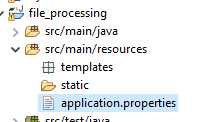 file_processing
src/main/java
src/main/resources
templates
static
application.properties
src/test/java